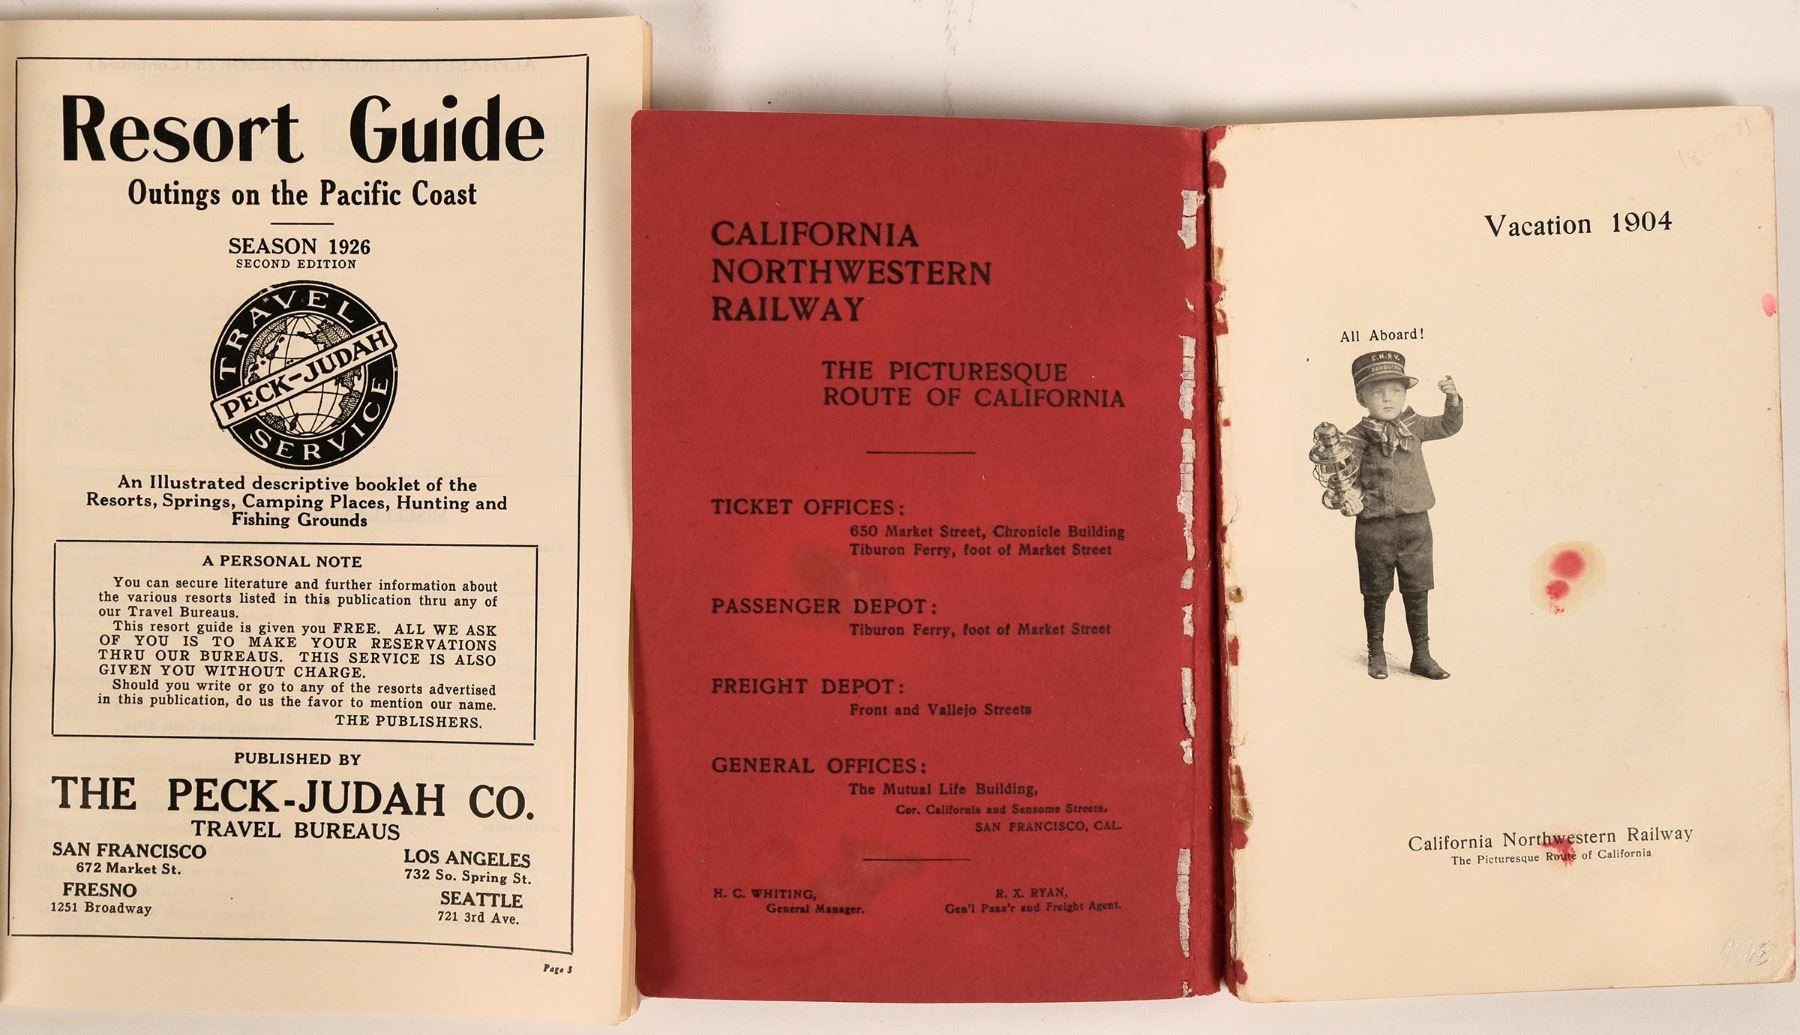 Resort Guide
Outings on the Pacific Coast
SEASON 1926
SECOND EDITION
TRAVEL
PECK-JUDAH
SERVICE
An Illustrated descriptive booklet of the
Resorts, Springs, Camping Places, Hunting and
Fishing Grounds
A PERSONAL NOTE
You can secure literature and further information about
the various resorts listed in this publication thru any of
our Travel Bureaus.
This resort guide is given you FREE. ALL WE ASK
OF YOU IS TO MAKE YOUR RESERVATIONS
THRU OUR BUREAUS. THIS SERVICE IS ALSO
GIVEN YOU WITHOUT CHARGE.
Should you write or go to any of the resorts advertised
in this publication, do us the favor to mention our name.
THE PUBLISHERS.
PUBLISHED BY
THE PECK-JUDAH CO.
TRAVEL BUREAUS
SAN FRANCISCO
672 Market St.
FRESNO
1251 Broadway
LOS ANGELES
732 So. Spring St.
SEATTLE
721 3rd Ave.
Page 3
CALIFORNIA
NORTHWESTERN
RAILWAY
THE PICTURESQUE
ROUTE OF CALIFORNIA
TICKET OFFICES:
650 Market Street, Chronicle Building
Tiburon Ferry, foot of Market Street
PASSENGER DEPOT:
Tiburon Ferry, foot of Market Street
FREIGHT DEPOT:
Front and Vallejo Streets
GENERAL OFFICES:
The Mutual Life Building,
Cor. California and Sansome Streets,
SAN FRANCISCO, CAL.
H. C. WHITING,
General Manager.
R. X. RYAN,
Gen'l Pass'r and Freight Agent.
Vacation 1904
All Aboard!
C.N.RY.
CONDUCTOR
California Northwestern Railway
The Picturesque Route of California